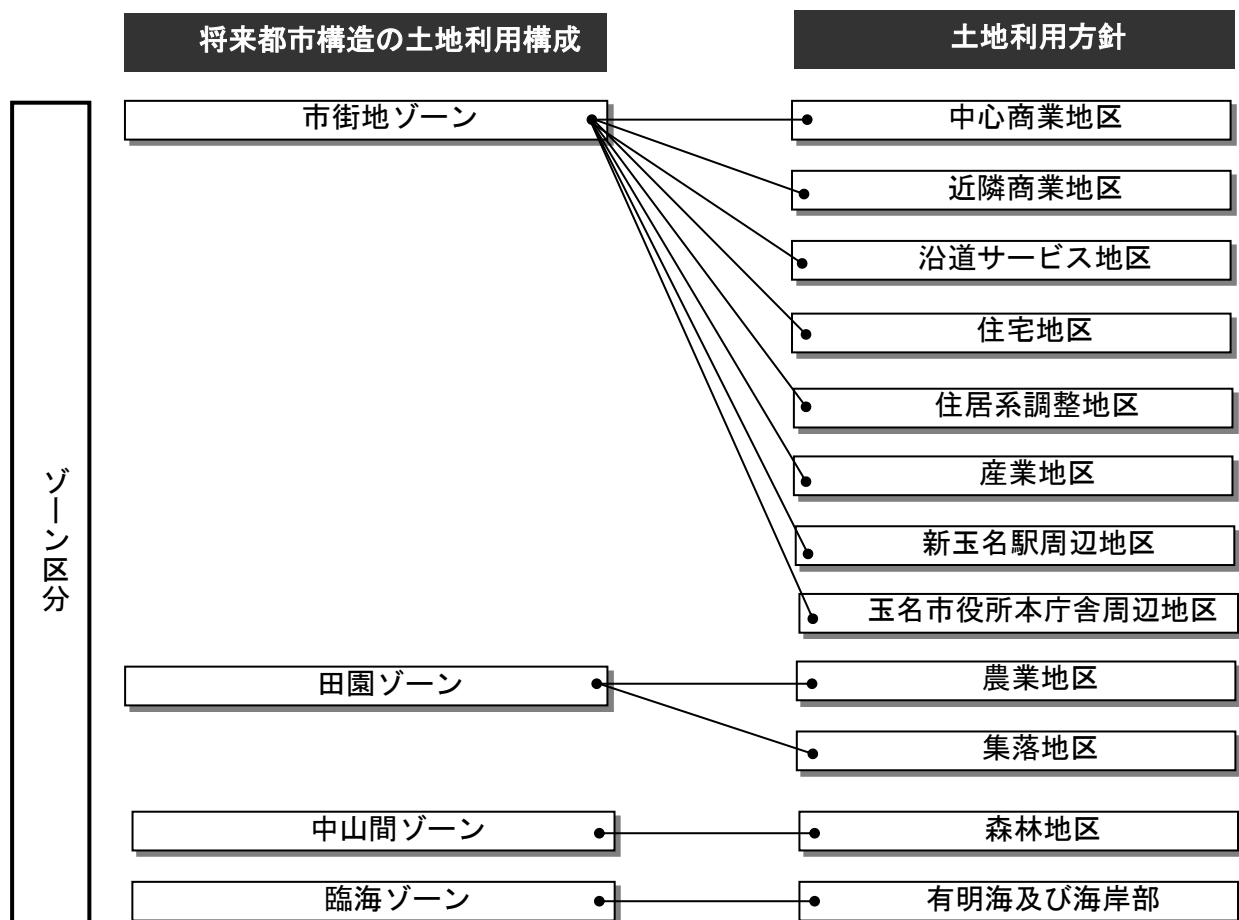 将来都市構造の土地利用構成
土地利用方針
ゾーン区分
市街地ゾーン
中心商業地区
近隣商業地区
沿道サービス地区
住宅地区
住居系調整地区
産業地区
新玉名駅周辺地区
玉名市役所本庁舎周辺地区
田園ゾーン
農業地区
集落地区
中山間ゾーン
森林地区
臨海ゾーン
有明海及び海岸部